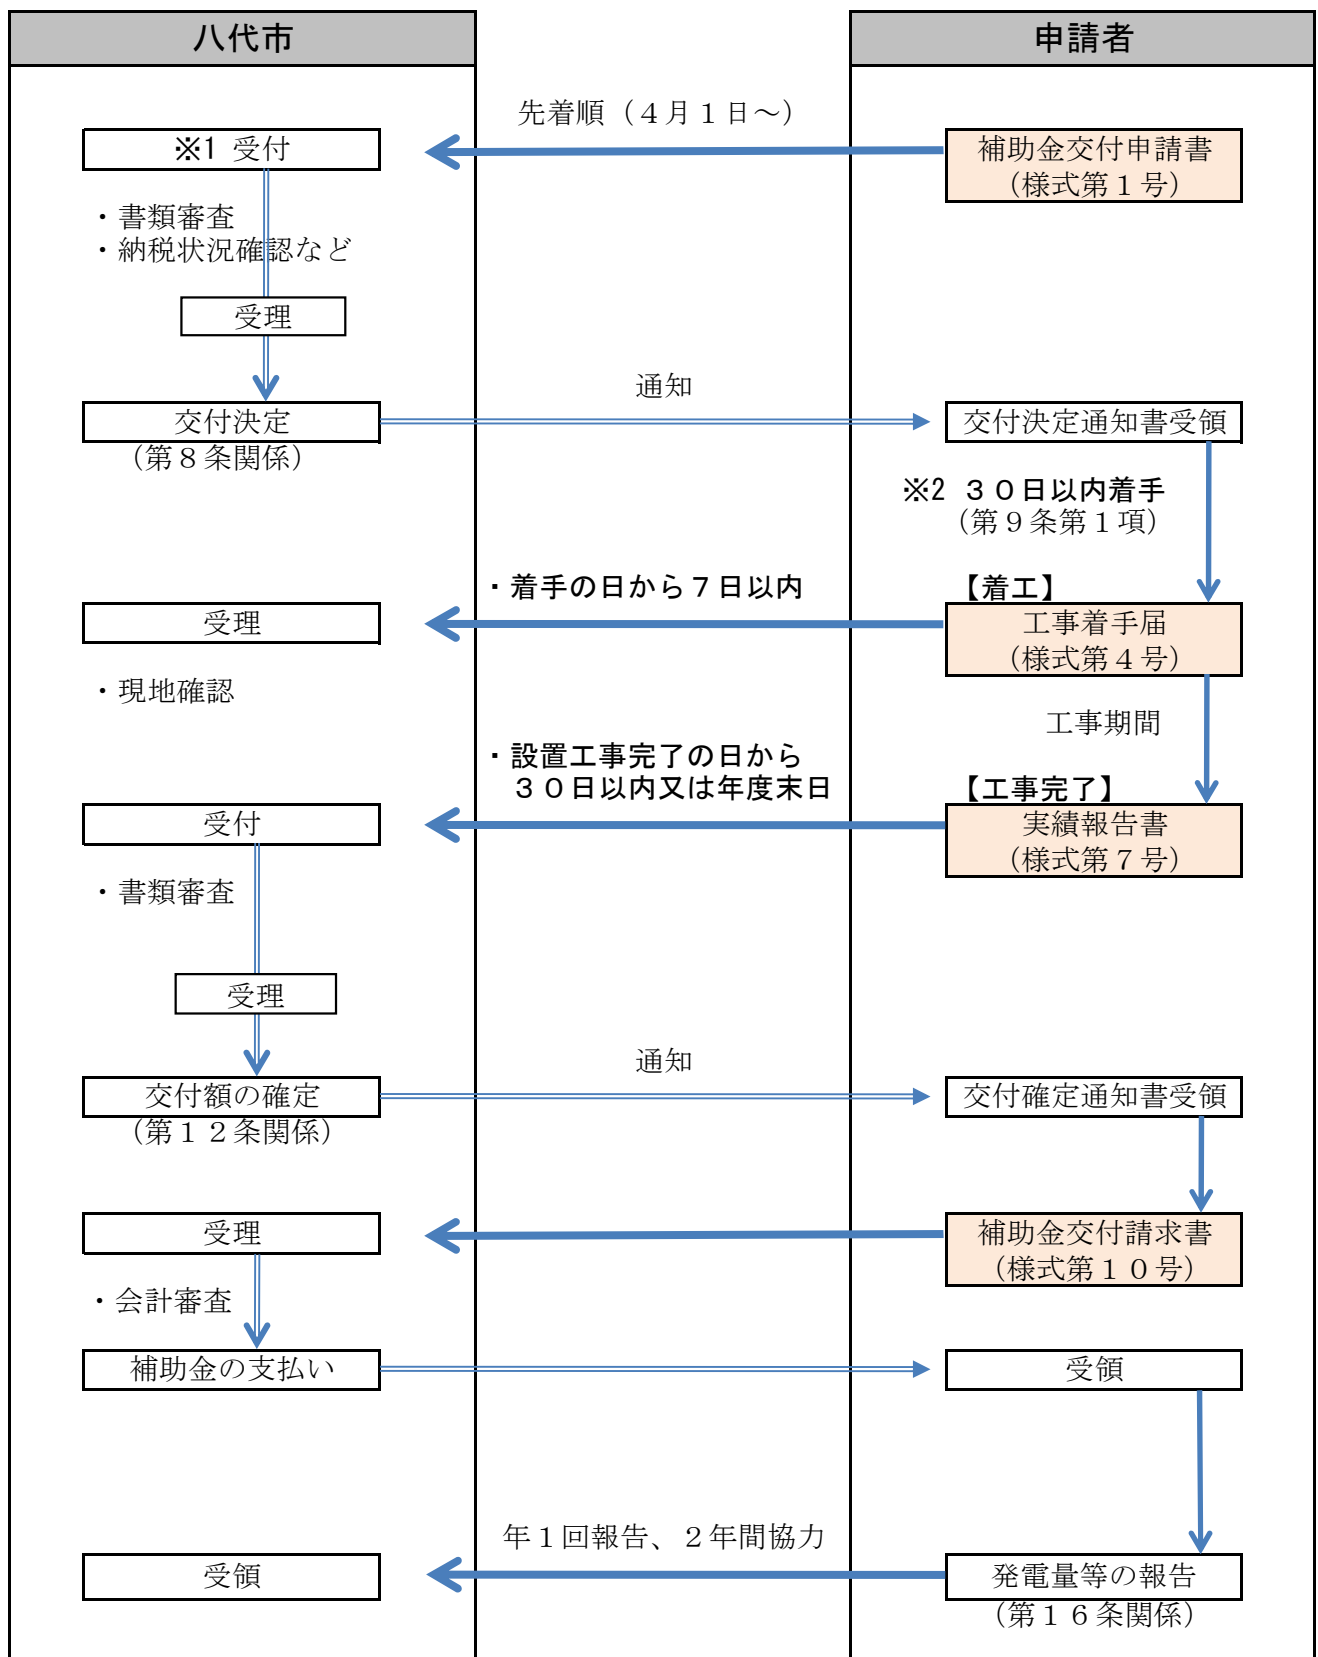 八代市
申請者
先着順（４月１日～）
※1 受付
補助金交付申請書
（様式第１号）
・書類審査
・納税状況確認など
受理
通知
交付決定
（第８条関係）
交付決定通知書受領
※2 ３０日以内着手
（第９条第１項）
・着手の日から７日以内
【着工】
受理
工事着手届
（様式第４号）
・現地確認
工事期間
・設置工事完了の日から
３０日以内又は年度末日
【工事完了】
受付
実績報告書
（様式第７号）
・書類審査
受理
通知
交付額の確定
（第１２条関係）
交付確定通知書受領
受理
補助金交付請求書
（様式第１０号）
・会計審査
補助金の支払い
受領
年１回報告、２年間協力
受領
発電量等の報告
（第１６条関係）